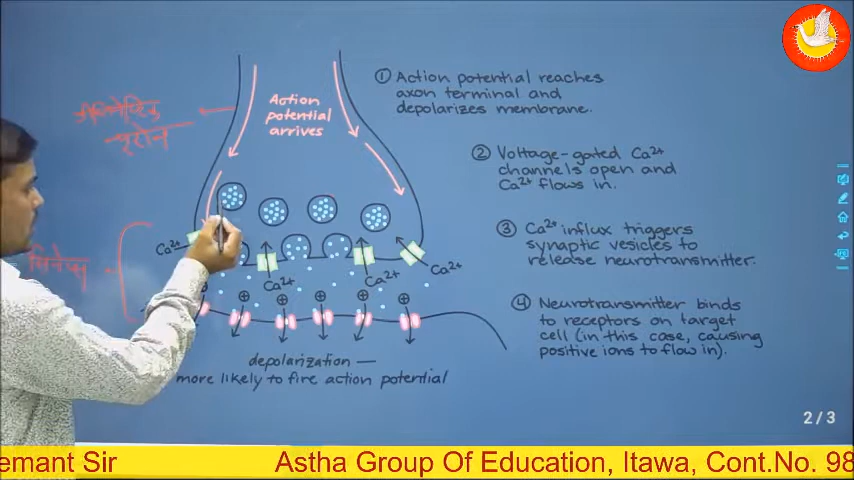 Action
potential
arrives
① Action potential reaches
axon terminal and
depolarizes membrane.
② Voltage-gated Ca²⁺
channels open and
Ca²⁺ flows in.
③ Ca²⁺ influx triggers
synaptic vesicles to
release neurotransmitter.
④ Neurotransmitter binds
to receptors on target
cell (in this case, causing
positive ions to flow in).
Ca²⁺
Ca²⁺
Ca²⁺
Ca²⁺
depolarization —
more likely to fire action potential
2/3
emant Sir Astha Group Of Education, Itawa, Cont.No. 98